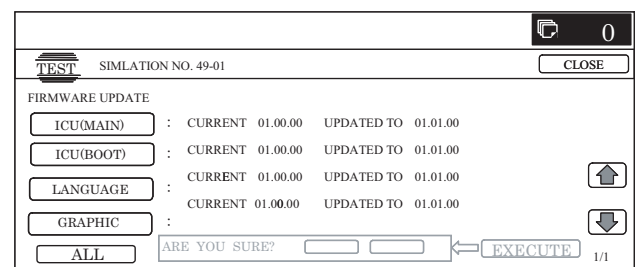 0
TEST SIMLATION NO. 49-01 CLOSE
FIRMWARE UPDATE
ICU(MAIN) : CURRENT 01.00.00 UPDATED TO 01.01.00
ICU(BOOT) : CURRENT 01.00.00 UPDATED TO 01.01.00
LANGUAGE : CURRENT 01.00.00 UPDATED TO 01.01.00
GRAPHIC : CURRENT 01.00.00 UPDATED TO 01.01.00
ALL ARE YOU SURE? EXECUTE 1/1